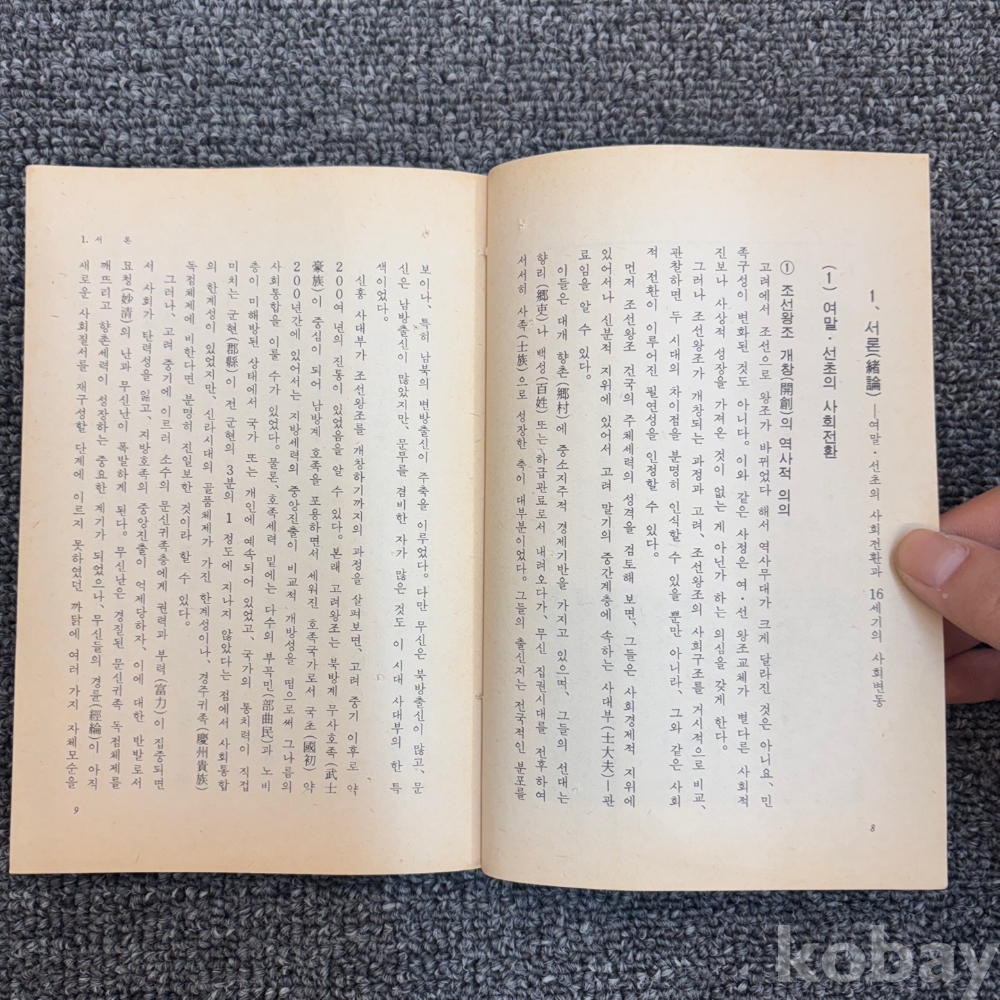 1、서론(緖論)—여말·선초의 사회전환과 16세기의 사회변동
(1) 여말·선초의 사회전환
① 조선왕조 개창(開創)의 역사적 의의
고려에서 조선으로 왕조가 바뀌었다 해서 역사무대가 크게 달라진 것은 아니요, 민
족구성이 변화된 것도 아니다. 이와 같은 사정은 여·선 왕조교체가 별다른 사회적
진보나 사상적 성장을 가져온 것이 없는 게 아닌가 하는 의심을 갖게 한다.
그러나 조선왕조가 개창되는 과정과 고려、조선왕조의 사회구조를 거시적으로 비교、
관찰하면 두 시대의 차이점을 분명히 인식할 수 있을 뿐만 아니라、그와 같은 사회
적 전환이 이루어진 필연성을 인정할 수 있다.
먼저 조선왕조 건국의 주체세력의 성격을 검토해 보면、그들은 사회경제적 지위에
있어서나 신분적 지위에 있어서 고려 말기의 중간계층에 속하는 사대부(士大夫)—관
료임을 알 수 있다.
이들은 대개 향촌(鄕村)에 중소지주적 경제기반을 가지고 있으며、그들의 선대는
향리(鄕吏)나 백성(百姓) 또는 하급관료로서 내려오다가、무신 집권시대를 전후하여
서서히 사족(士族)으로 성장한 축이 대부분이었다. 그들의 출신지는 전국적인 분포를
8
보이나、특히 남북의 변방출신이 주축을 이루었다. 다만 무신은 북방출신이 많고、문
신은 남방출신이 많았지만、문무를 겸비한 자가 많은 것도 이 시대 사대부의 한 특
색이었다.
신흥 사대부가 조선왕조를 개창하기까지의 과정을 살펴보면、고려 중기 이후로 약
200여 년의 진통이 있었음을 알 수 있다. 본래 고려왕조는 북방계 무사호족(武士
豪族)이 중심이 되어 남방계 호족을 포용하면서 세워진 호족국가로서 국초(國初) 약
200년간에 있어서는 지방세력의 중앙진출이 비교적 개방성을 띰으로써 그나름의
사회통합을 이룰 수가 있었다. 물론、호족세력 밑에는 다수의 부곡민(部曲民)과 노비
층이 미해방된 상태에서 국가 또는 개인에 예속되어 있었고、국가의 통치력이 직접
미치는 군현(郡縣)이 전 군현의 3분의 1정도에 지나지 않았다는 점에서 사회통합
의 한계성이 있었지만、신라시대의 골품체제가 가진 한계성이나、경주귀족(慶州貴族)
독점체제에 비한다면 분명히 진일보한 것이라 할 수 있다.
그러나、고려 중기에 이르러 소수의 문신귀족층에게 권력과 부력(富力)이 집중되면
서 사회가 탄력성을 잃고、지방호족의 중앙진출이 억제당하자、이에 대한 반발로서
묘청(妙淸)의 난과 무신난이 폭발하게 된다. 무신난은 경질된 문신귀족 독점체제를
깨뜨리고 향촌세력이 성장하는 중요한 계기가 되었으나、무신들의 경륜(經綸)이 아직
새로운 사회질서를 재구성할 단계에 이르지 못하였던 까닭에 여러 가지 자체모순을
1. 서 론
9
kobay